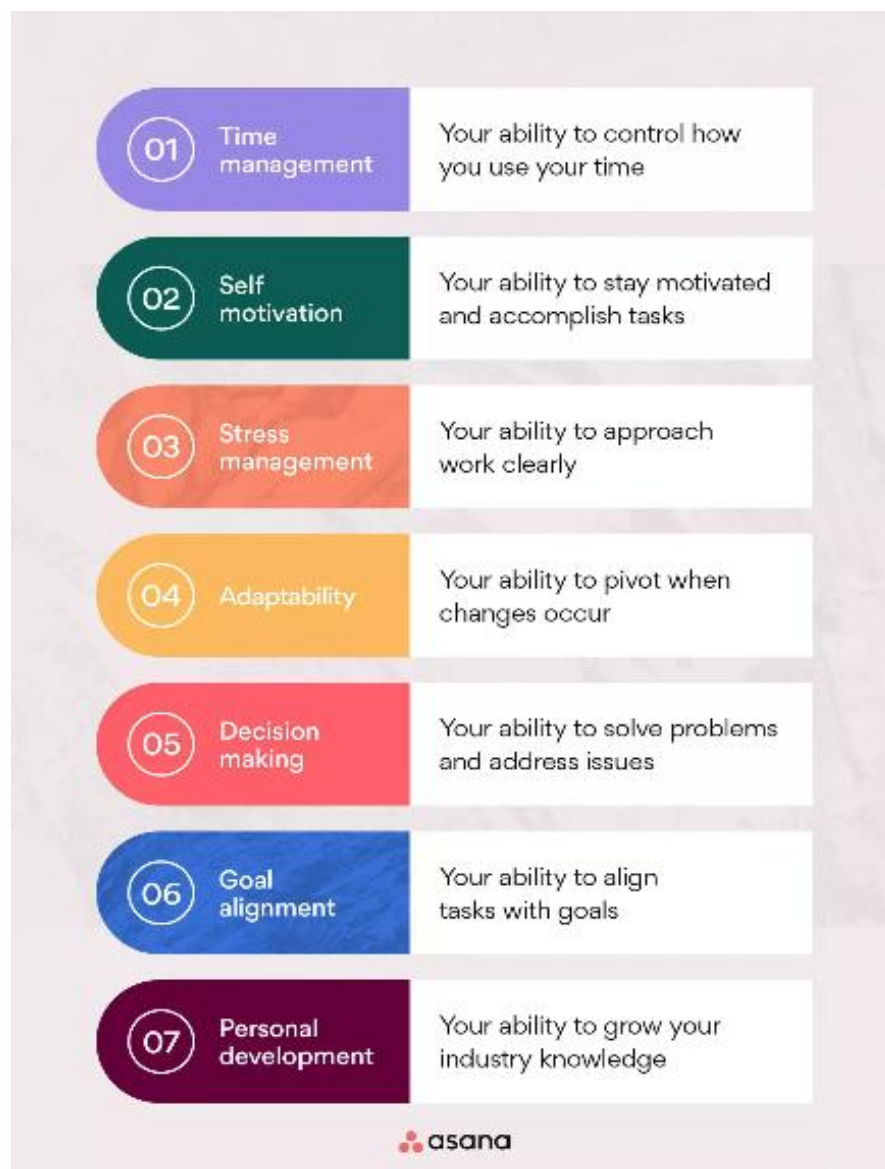 01
Time
management
Your ability to control how
you use your time
02
Self
motivation
Your ability to stay motivated
and accomplish tasks
03
Stress
management
Your ability to approach
work clearly
04
Adaptability
Your ability to pivot when
changes occur
05
Decision
making
Your ability to solve problems
and address issues
06
Goal
alignment
Your ability to align
tasks with goals
07
Personal
development
Your ability to grow your
industry knowledge
asana